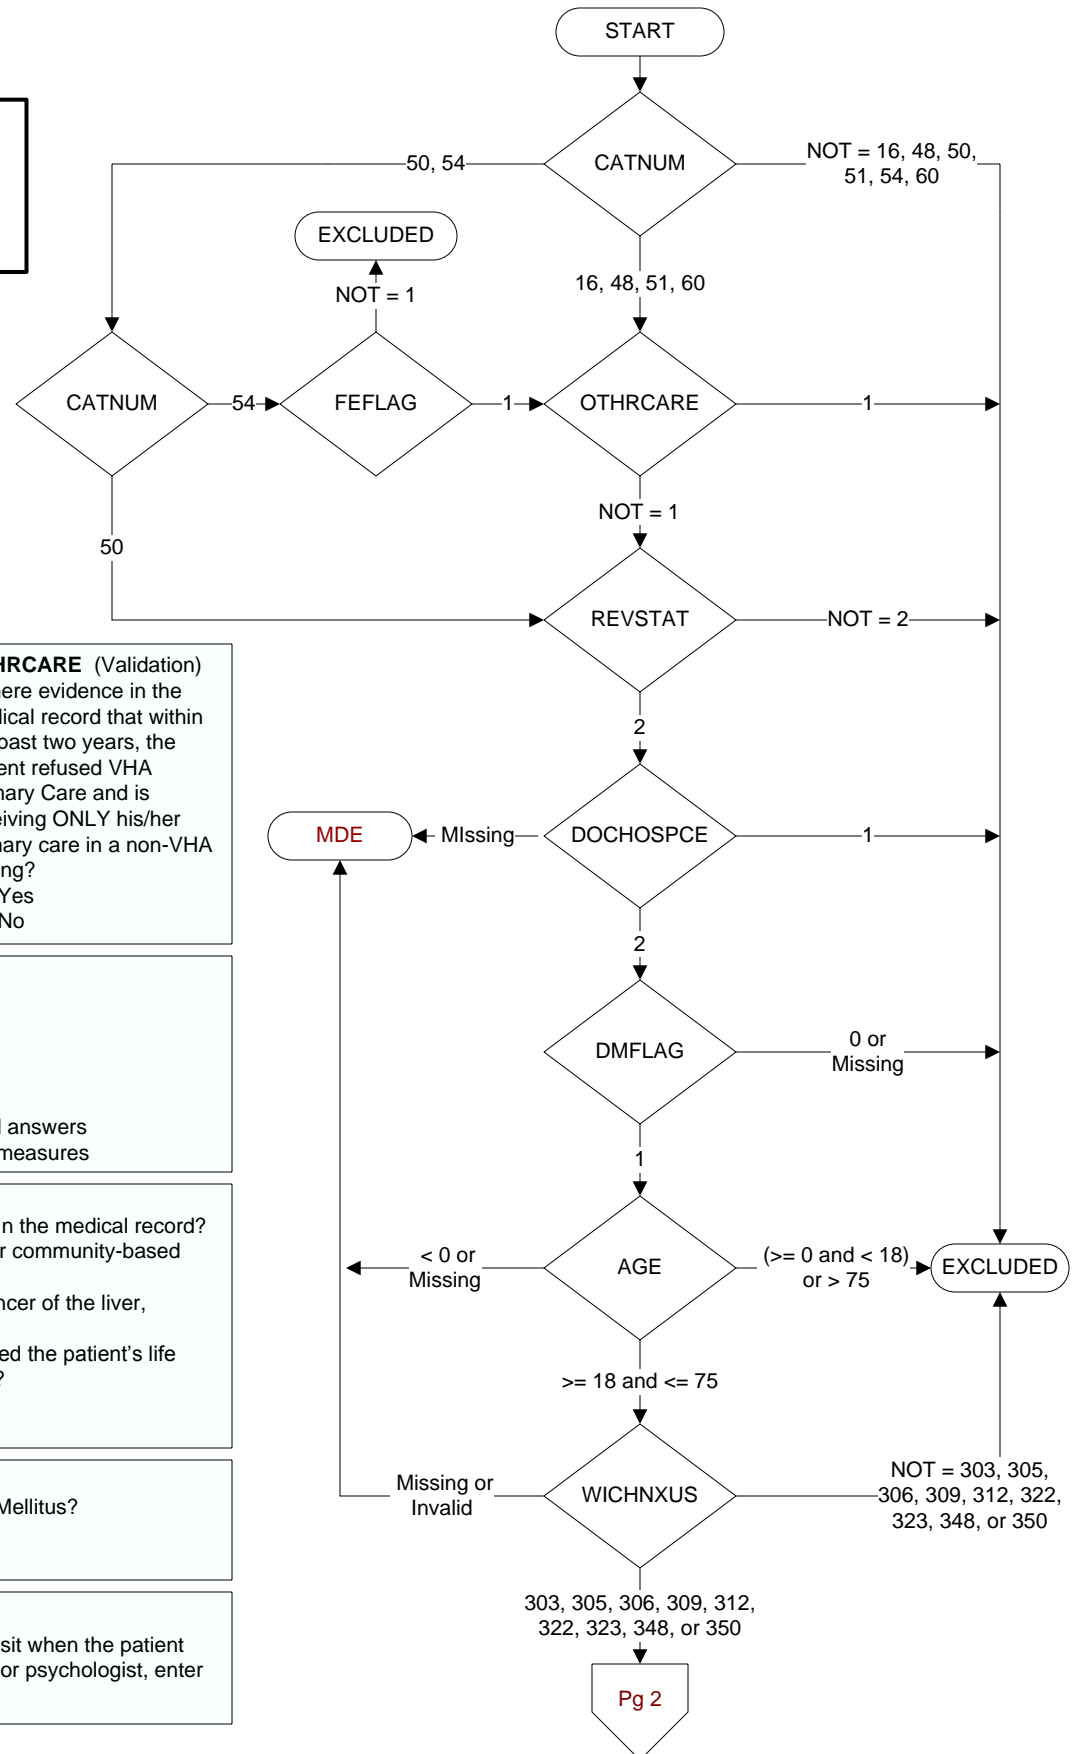 START
CATNUM
50, 54
NOT = 16, 48, 50,
51, 54, 60
EXCLUDED
NOT = 1
16, 48, 51, 60
CATNUM
54
FEFLAG
1
OTHRCARE
1
NOT = 1
50
REVSTAT
NOT = 2
2
(Validation)
ere evidence in the
dical record that within
past two years, the
ent refused VHA
mary Care and is
eiving ONLY his/her
mary care in a non-VHA
ng?
Yes
No
MDE
MIssing
DOCHOSPCE
1
2
DMFLAG
0 or
Missing
1
answers
measures
n the medical record?
r community-based
ncer of the liver,
ed the patient's life
?
< 0 or
Missing
AGE
(>= 0 and < 18)
or > 75
EXCLUDED
>= 18 and <= 75
Missing or
Invalid
WICHNXUS
NOT = 303, 305,
306, 309, 312, 322,
323, 348, or 350
Mellitus?
303, 305, 306, 309, 312,
322, 323, 348, or 350
sit when the patient
or psychologist, enter
Pg 2